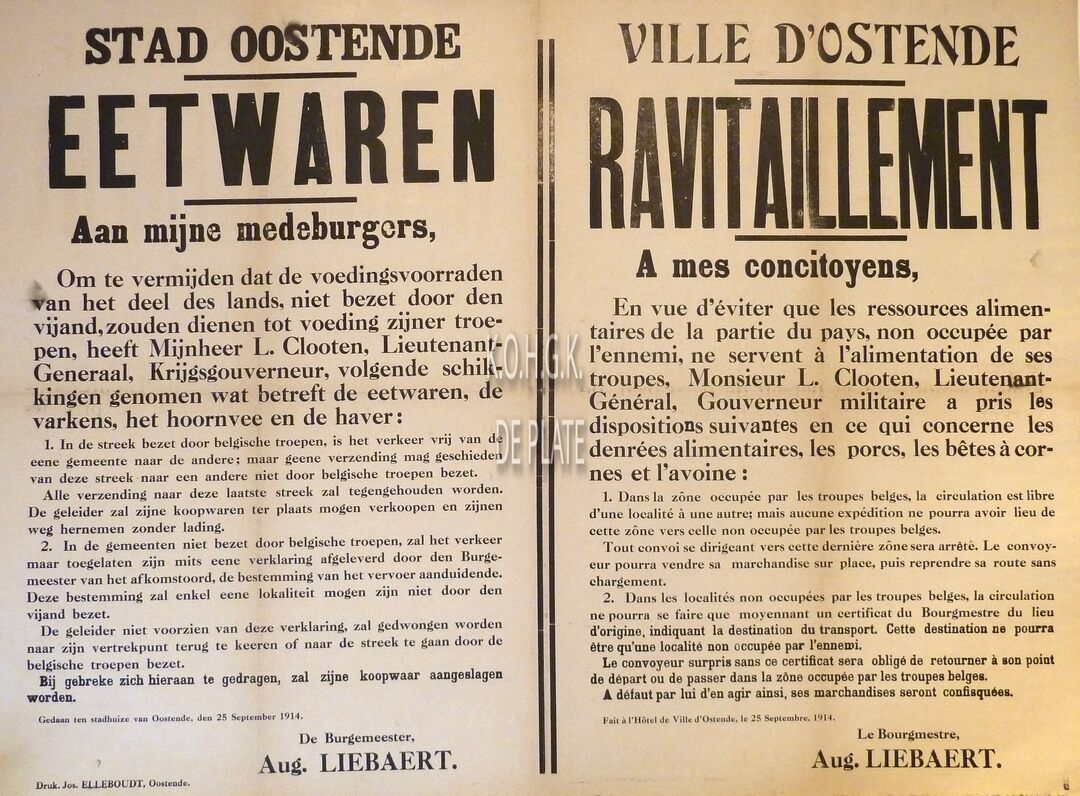 STAD OOSTENDE
EETWAREN
Aan mijne medeburgers,
Om te vermijden dat de voedingsvoorraden
van het deel des lands, niet bezet door den
vijand, zouden dienen tot voeding zijner troe-
pen, heeft Mijnheer L. Clooten, Lieutenant-
Generaal, Krijgsgouverneur, volgende schik-
kingen genomen wat betreft de eetwaren, de
varkens, het hoornvee en de haver:
1. In de streek bezet door belgische troepen, is het verkeer vrij van de
eene gemeente naar de andere; maar geene verzending mag geschieden
van deze streek naar een andere niet door belgische troepen bezet.
Alle verzending naar deze laatste streek zal tegengehouden worden.
De geleider zal zijne koopwaren ter plaats mogen verkoopen en zijnen
weg hernemen zonder lading.
2. In de gemeenten niet bezet door belgische troepen, zal het verkeer
maar toegelaten zijn mits eene verklaring afgeleverd door den Burge-
meester van het afkomstoord, de bestemming van het vervoer aanduidende.
Deze bestemming zal enkel eene lokaliteit mogen zijn niet door den
vijand bezet.
De geleider niet voorzien van deze verklaring, zal gedwongen worden
naar zijn vertrekpunt terug te keeren of naar de streek te gaan door de
belgische troepen bezet.
Bij gebreke zich hieraan te gedragen, zal zijne koopwaar aangeslagen
worden.
Gedaan ten stadhuize van Oostende, den 25 September 1914.
De Burgemeester,
Aug. LIEBAERT.
Druk. Jos. ELLEBOUDT, Oostende.
VILLE D'OSTENDE
RAVITAILLEMENT
A mes concitoyens,
En vue d'éviter que les ressources alimen-
taires de la partie du pays, non occupée par
l'ennemi, ne servent à l'alimentation de ses
troupes, Monsieur L. Clooten, Lieutenant-
Général, Gouverneur militaire a pris les
dispositions suivantes en ce qui concerne les
denrées alimentaires, les porcs, les bêtes à cor-
nes et l'avoine:
1. Dans la zône occupée par les troupes belges, la circulation est libre
d'une localité à une autre; mais aucune expédition ne pourra avoir lieu de
cette zône vers celle non occupée par les troupes belges.
Tout convoi se dirigeant vers cette dernière zône sera arrêté. Le convoy-
eur pourra vendre sa marchandise sur place, puis reprendre sa route sans
chargement.
2. Dans les localités non occupées par les troupes belges, la circulation
ne pourra se faire que moyennant un certificat du Bourgmestre du lieu
d'origine, indiquant la destination du transport. Cette destination ne pourra
être qu'une localité non occupée par l'ennemi.
Le convoyeur surpris sans ce certificat sera obligé de retourner à son point
de départ ou de passer dans la zône occupée par les troupes belges.
A défaut par lui d'en agir ainsi, ses marchandises seront confisquées.
Fait à l'Hôtel de Ville d'Ostende, le 25 Septembre, 1914.
Le Bourgmestre,
Aug. LIEBAERT.
K.O.H.G.K.
DE PLATE